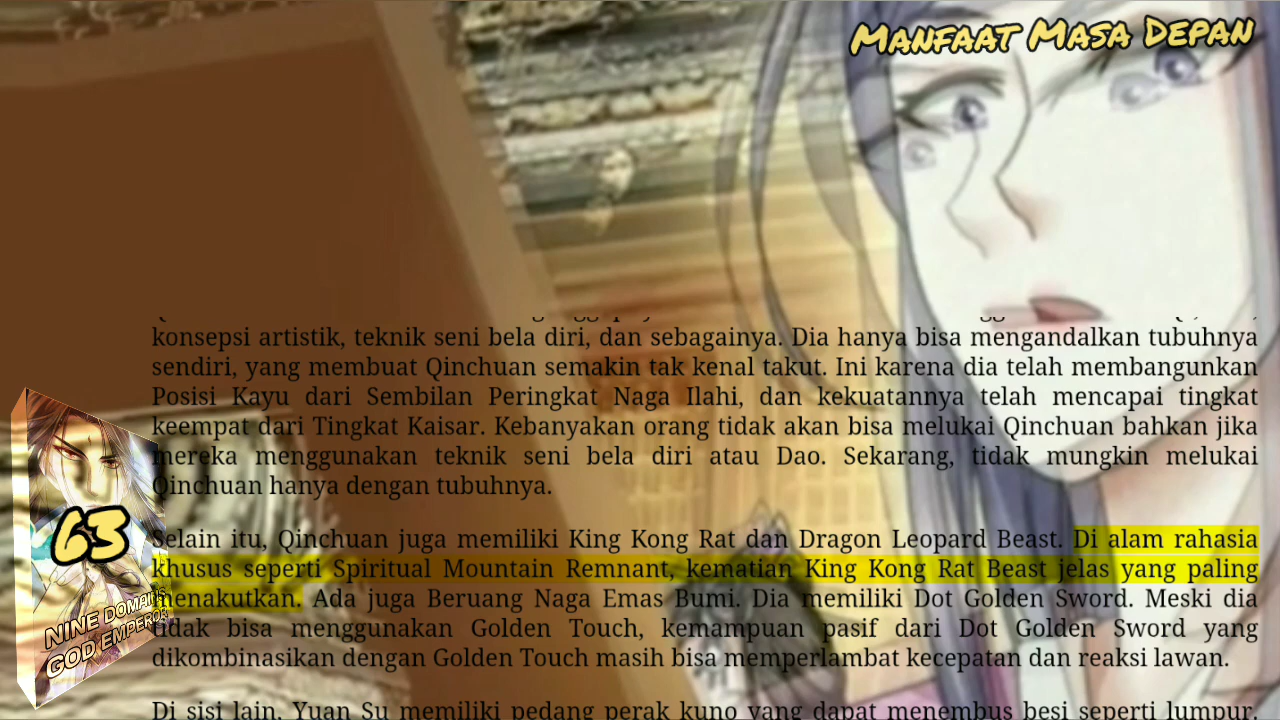 Manfaat Masa Depan
konsepsi artistik, teknik seni bela diri, dan sebagainya. Dia hanya bisa mengandalkan tubuhnya
sendiri, yang membuat Qinchuan semakin tak kenal takut. Ini karena dia telah membangunkan
Posisi Kayu dari Sembilan Peringkat Naga Ilahi, dan kekuatannya telah mencapai tingkat
keempat dari Tingkat Kaisar. Kebanyakan orang tidak akan bisa melukai Qinchuan bahkan jika
mereka menggunakan teknik seni bela diri atau Dao. Sekarang, tidak mungkin melukai
Qinchuan hanya dengan tubuhnya.
Selain itu, Qinchuan juga memiliki King Kong Rat dan Dragon Leopard Beast. Di alam rahasia
khusus seperti Spiritual Mountain Remnant, kematian King Kong Rat Beast jelas yang paling
menakutkan. Ada juga Beruang Naga Emas Bumi. Dia memiliki Dot Golden Sword. Meski dia
tidak bisa menggunakan Golden Touch, kemampuan pasif dari Dot Golden Sword yang
dikombinasikan dengan Golden Touch masih bisa memperlambat kecepatan dan reaksi lawan.
Di sisi lain, Yuan Su memiliki pedang perak kuno yang dapat menembus besi seperti lumpur.
63
NINE DOMAINS
GOD EMPEROR